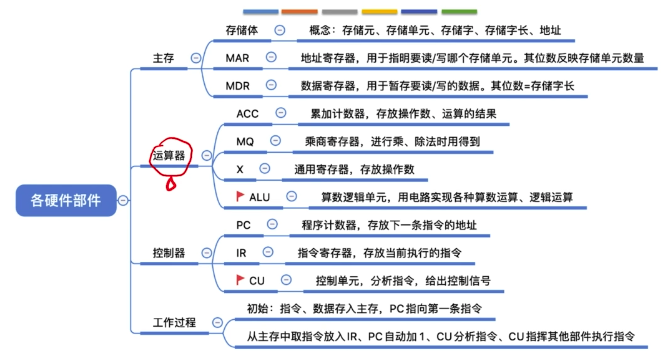 存储体
概念：存储元、存储单元、存储字、存储字长、地址
主存
MAR
地址寄存器，用于指明要读/写哪个存储单元。其位数反映存储单元数量
MDR
数据寄存器，用于暂存要读/写的数据。其位数=存储字长
ACC
累加计数器，存放操作数、运算的结果
MQ
乘商寄存器，进行乘、除法时用得到
运算器
X
通用寄存器，存放操作数
ALU
算数逻辑单元，用电路实现各种算数运算、逻辑运算
各硬件部件
PC
程序计数器，存放下一条指令的地址
控制器
IR
指令寄存器，存放当前执行的指令
CU
控制单元，分析指令，给出控制信号
工作过程
初始：指令、数据存入主存，PC指向第一条指令
从主存中取指令放入IR、PC自动加1、CU分析指令、CU指挥其他部件执行指令